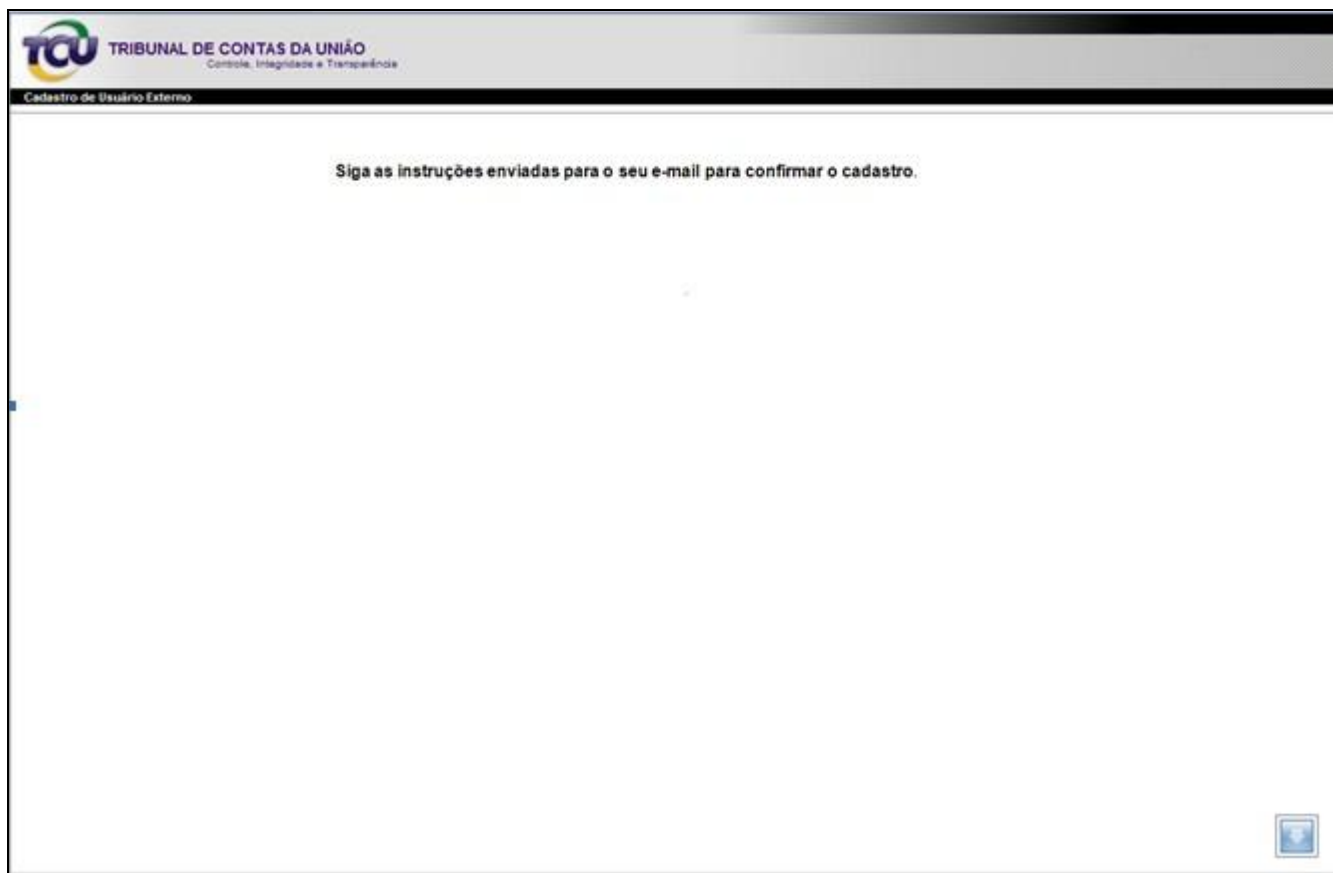 TCU
TRIBUNAL DE CONTAS DA UNIÃO
Controle, Integridade e Transparência
Cadastro de Usuário Externo
Siga as instruções enviadas para o seu e-mail para confirmar o cadastro.